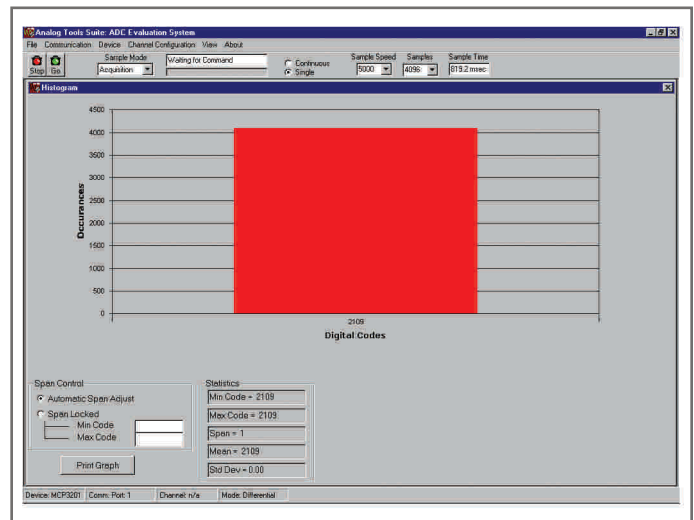 Analog Tools Suite: ADC Evaluation System
File Communication Device Channel Configuration View About
Sample Mode Waiting for Command Continuous Sample Speed Samples Sample Time
Stop Go Acquisition Single 5000 4096 819.2 msec
Histogram
4500
4000
3500
3000
2500
2000
1500
1000
500
0
Occurances
2109
Digital Codes
Span Control
Automatic Span Adjust
Span Locked
Min Code
Max Code
Print Graph
Statistics
Min Code = 2109
Max Code = 2109
Span = 1
Mean = 2109
Std Dev = 0.00
Device: MCP3201 Comm. Port: 1 Channel: n/a Mode: Differential